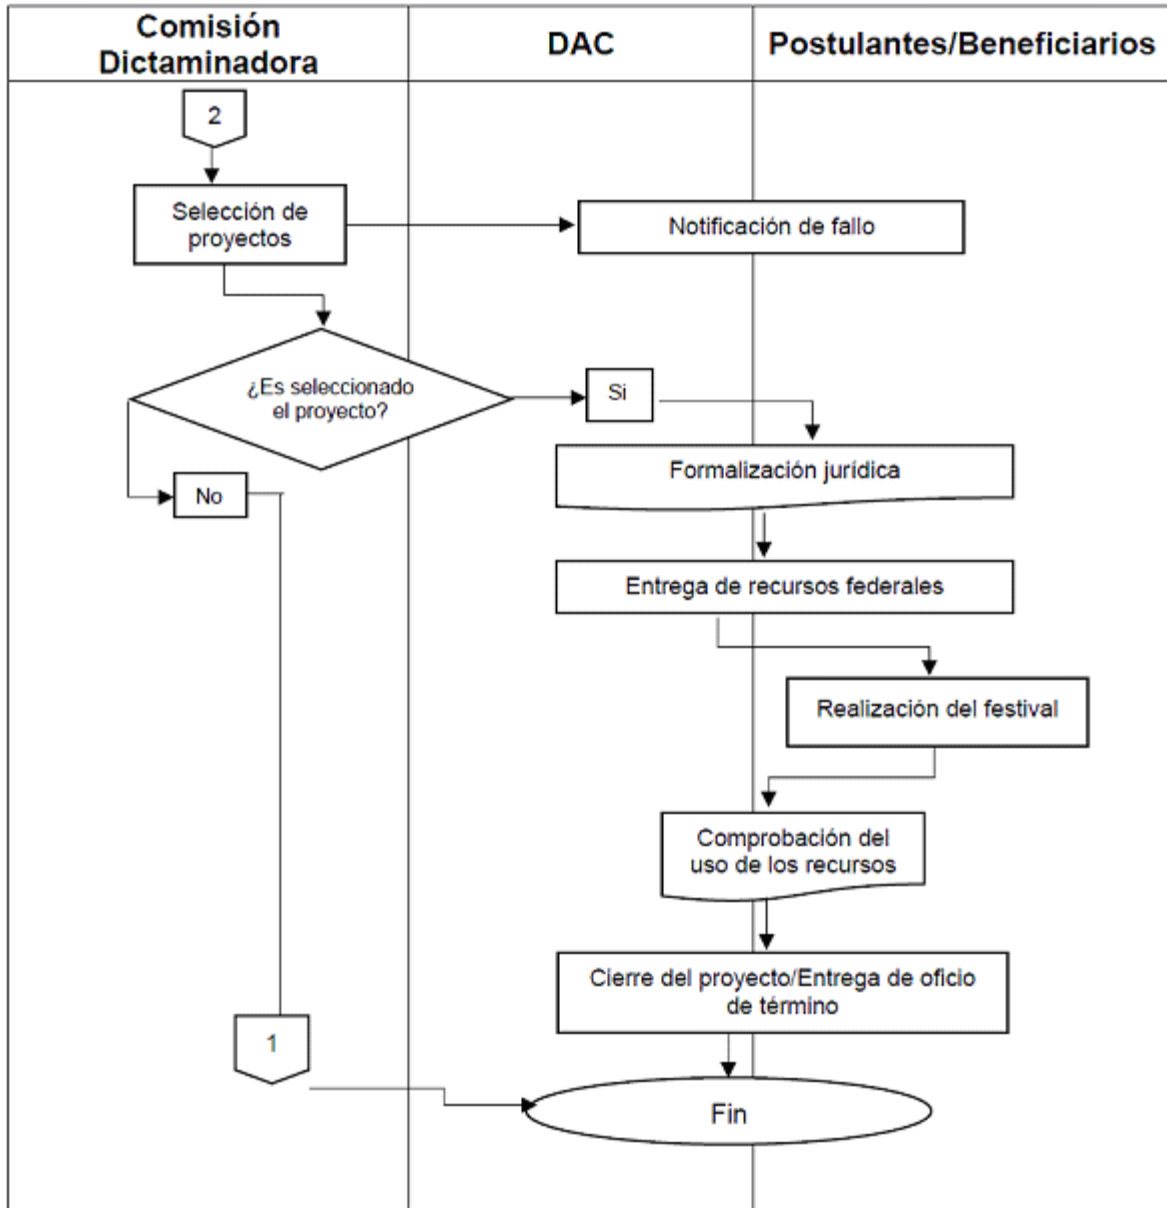 Comisión
Dictaminadora
DAC
Postulantes/Beneficiarios
2
Selección de
proyectos
Notificación de fallo
¿Es seleccionado
el proyecto?
Si
No
Formalización jurídica
Entrega de recursos federales
Realización del festival
Comprobación del
uso de los recursos
Cierre del proyecto/Entrega de oficio
de término
1
Fin